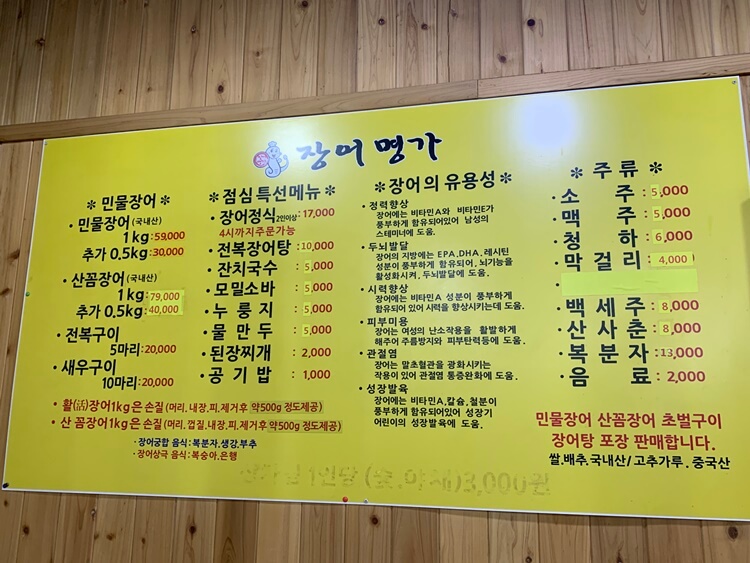 장어명가
* 민물장어 *
· 민물장어 (국내산)
1kg : 59,000
추가 0.5kg : 30,000
· 산꼼장어 (국내산)
1kg : 79,000
추가 0.5kg : 40,000
· 전복구이
5마리 : 20,000
· 새우구이
10마리 : 20,000
* 점심특선메뉴 *
· 장어정식 2인이상 : 17,000
4시까지 주문가능
· 전복장어탕 : 10,000
· 잔치국수 : 5,000
· 모밀소바 : 5,000
· 누룽지 : 5,000
· 물만두 : 5,000
· 된장찌개 : 2,000
· 공기밥 : 1,000
* 장어의 유용성 *
· 정력향상
장어에는 비타민A와 비타민E가
풍부하게 함유되어있어 남성의
스테미너에 도움.
· 두뇌발달
장어의 지방에는 EPA.DHA.레시틴
성분이 풍부하게 함유되어, 뇌기능을
활성화시켜, 두뇌발달에 도움.
· 시력향상
장어에는 비타민A 성분이 풍부하게
함유되어 있어 시력을 향상시키는데 도움.
· 피부미용
장어는 여성의 난소작용을 활발하게
해주어 주름방지와 피부탄력등에 도움.
· 관절염
장어는 말초혈관을 광화시키는
작용이 있어 관절염 통증완화에 도움.
· 성장발육
장어에는 비타민A,칼슘,철분이
풍부하게 함유되어있어 성장기
어린이의 성장발육에 도움.
* 주류 *
· 소주 : 5,000
· 맥주 : 5,000
· 청하 : 6,000
· 막걸리 : 4,000
· 백세주 : 8,000
· 산사춘 : 8,000
· 복분자 : 13,000
· 음료 : 2,000
• 활(活)장어1kg은 손질 (머리, 내장, 피, 제거후 약500g 정도제공)
• 산 꼼장어1kg은 손질 (머리, 껍질, 내장, 피, 제거후 약500g 정도제공)
· 장어궁합 음식 : 복분자,생강,부추
· 장어상극 음식 : 복숭아,은행
민물장어 산꼼장어 초벌구이
장어탕 포장 판매합니다.
쌀.배추.국내산/ 고추가루. 중국산
3,000원